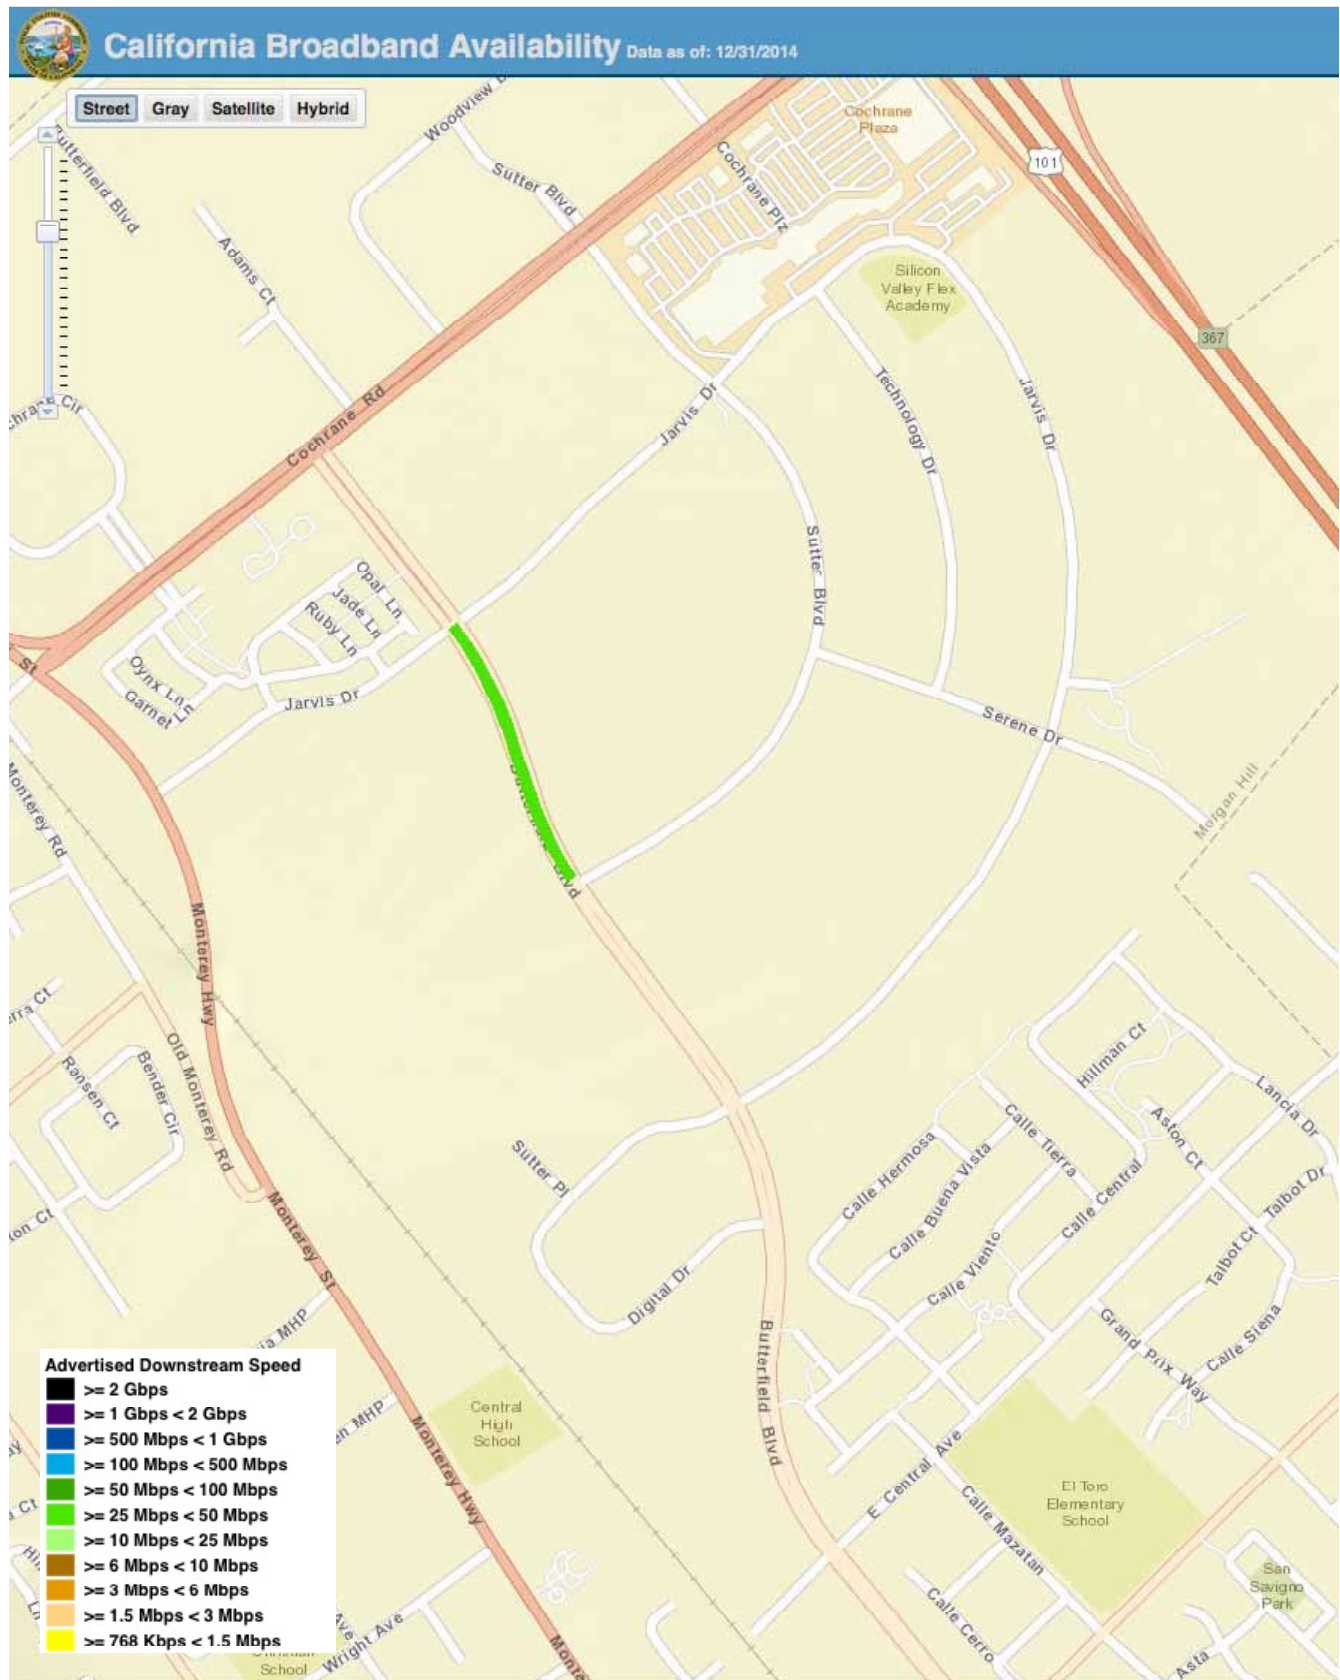 California Broadband Availability Data as of: 12/31/2014
Street Gray Satellite Hybrid
Woodview
Cochrane
Plaza
101
Butterfield Blvd
Sutter Blvd
Cochrane Plz
Adams Ct
Silicon
Valley Flex
Academy
367
Cochrane Rd
Jarvis Dr
Technology Dr
Jarvis Dr
Cir
Sutter Blvd
Opal Ln
Jade Ln
Ruby Ln
Oynx Ln
Garnet Ln
Jarvis Dr
St
Serene Dr
Monterey Rd
Morgan Hill
Blvd
Monterey Hwy
Old Monterey Rd
Bender Cir
Ransen Ct
Hillman Ct
Lancia Dr
Aston Ct
Calle Tierra
Calle Hermosa
Calle Buena Vista
Calle Central
Sutter Pl
Talbot Dr
Talbot Ct
Monterey St
Calle Viento
Digital Dr
Calle Siena
Grand Prix Way
MHP
Butterfield Blvd
Advertised Downstream Speed
>= 2 Gbps
>= 1 Gbps < 2 Gbps
>= 500 Mbps < 1 Gbps
>= 100 Mbps < 500 Mbps
>= 50 Mbps < 100 Mbps
>= 25 Mbps < 50 Mbps
>= 10 Mbps < 25 Mbps
>= 6 Mbps < 10 Mbps
>= 3 Mbps < 6 Mbps
>= 1.5 Mbps < 3 Mbps
>= 768 Kbps < 1.5 Mbps
MHP
Central
High
School
Monterey Hwy
E Central Ave
El Toro
Elementary
School
Calle Mazatan
San
Savigno
Park
Calle Cerro
Ave
Wright Ave
School
Asta